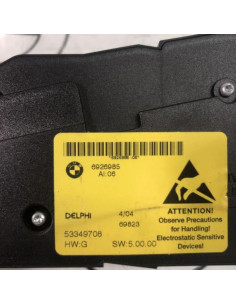 6926985
AI:06
DELPHI
4/04
69823
53349708
HW:G
SW:5.00.00
ATTENTION!
Observe Precautions
for Handling!
Electrostatic Sensitive
Devices!